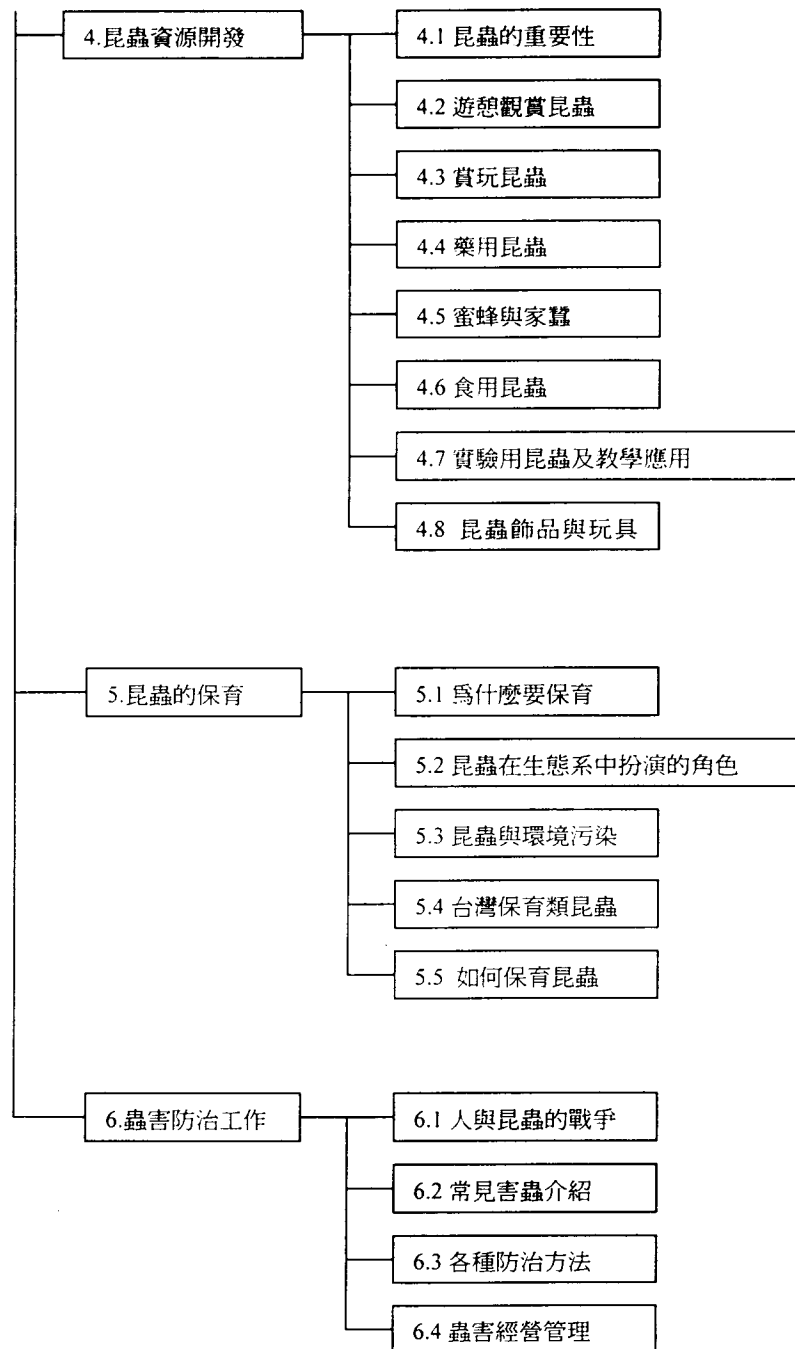 4.昆蟲資源開發
4.1 昆蟲的重要性
4.2 遊憩觀賞昆蟲
4.3 賞玩昆蟲
4.4 藥用昆蟲
4.5 蜜蜂與家蠶
4.6 食用昆蟲
4.7 實驗用昆蟲及教學應用
4.8 昆蟲飾品與玩具
5.昆蟲的保育
5.1 爲什麼要保育
5.2 昆蟲在生態系中扮演的角色
5.3 昆蟲與環境污染
5.4 台灣保育類昆蟲
5.5 如何保育昆蟲
6.蟲害防治工作
6.1 人與昆蟲的戰爭
6.2 常見害蟲介紹
6.3 各種防治方法
6.4 蟲害經營管理